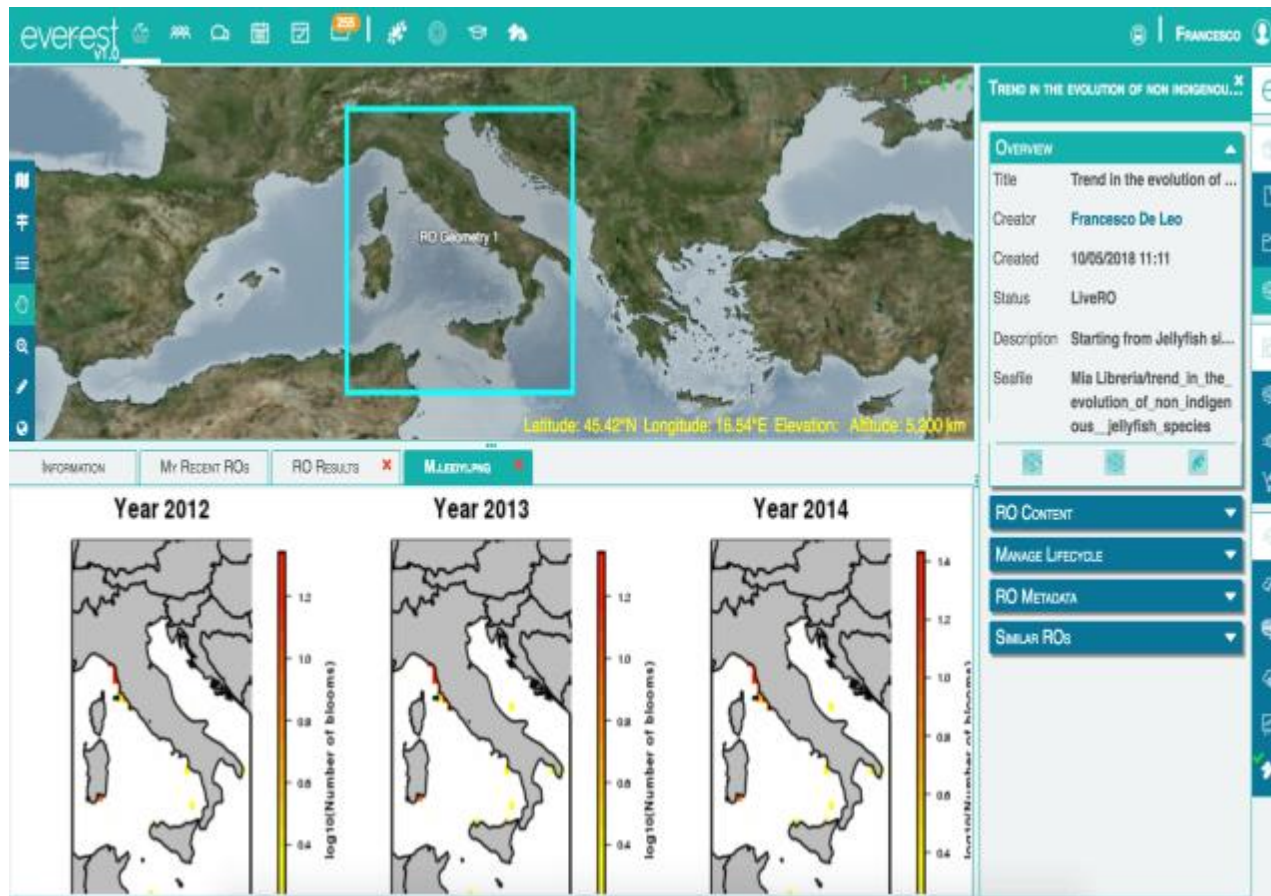 everest
v1.0
255
Francesco
RO Geometry 1
Latitude: 45.42°N Longitude: 16.54°E Elevation: Altitude: 5,200 km
Trend in the evolution of non indigenou...
Overview
Title Trend in the evolution of ...
Creator Francesco De Leo
Created 10/05/2018 11:11
Status LiveRO
Description Starting from Jellyfish si...
Seafile Mia Libreria/trend_in_the_
evolution_of_non_indigen
ous__jellyfish_species
RO Content
Manage Lifecycle
RO Metadata
Similar ROs
Information
My Recent ROs
RO Results
Year 2012
Year 2013
Year 2014
1.2
1.0
0.8
0.6
0.4
log10(Number of blooms)
1.2
1.0
0.8
0.6
0.4
log10(Number of blooms)
1.4
1.2
1.0
0.8
0.6
0.4
log10(Number of blooms)